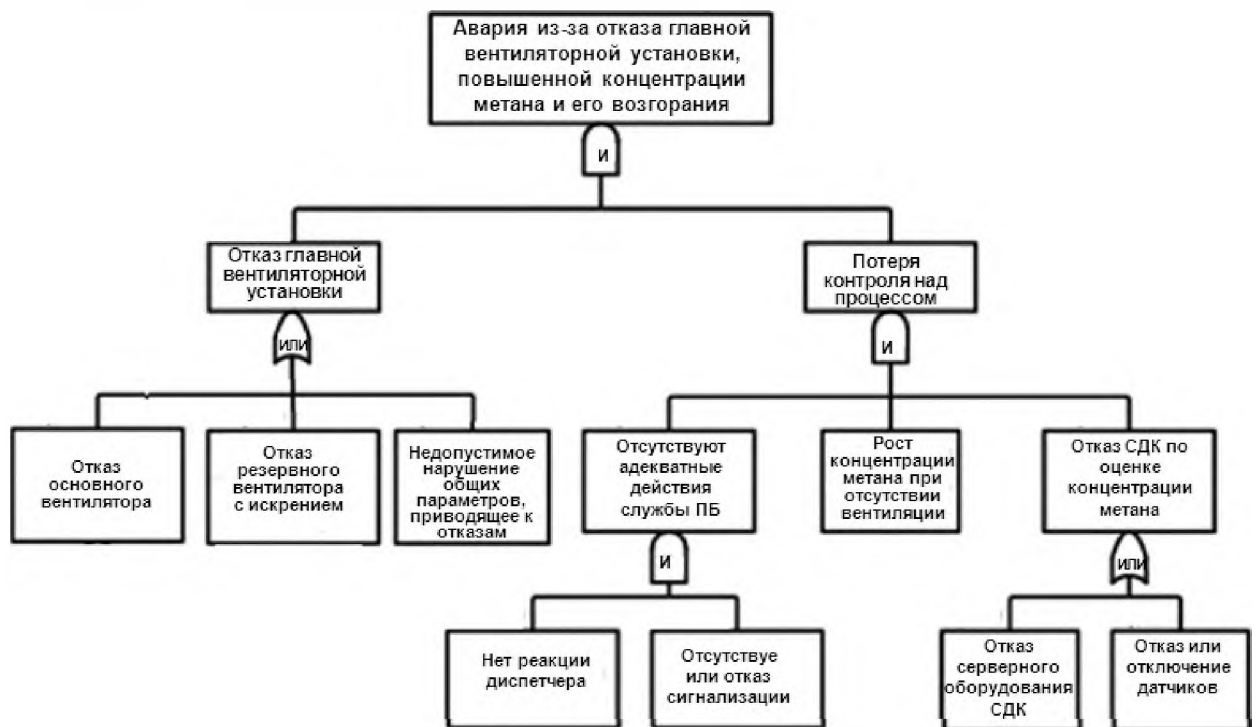 Авария из-за отказа главной
вентиляторной установки,
повышенной концентрации
метана и его возгорания
И
Отказ главной
вентиляторной
установки
Потеря
контроля над
процессом
ИЛИ
И
Отказ
основного
вентилятора
Отказ
резервного
вентилятора
с искрением
Недопустимое
нарушение
общих
параметров,
приводящее к
отказам
Отсутствуют
адекватные
действия
службы ПБ
Рост
концентрации
метана при
отсутствии
вентиляции
Отказ СДК по
оценке
концентрации
метана
И
ИЛИ
Нет реакции
диспетчера
Отсутствуе
или отказ
сигнализации
Отказ
серверного
оборудования
СДК
Отказ или
отключение
датчиков